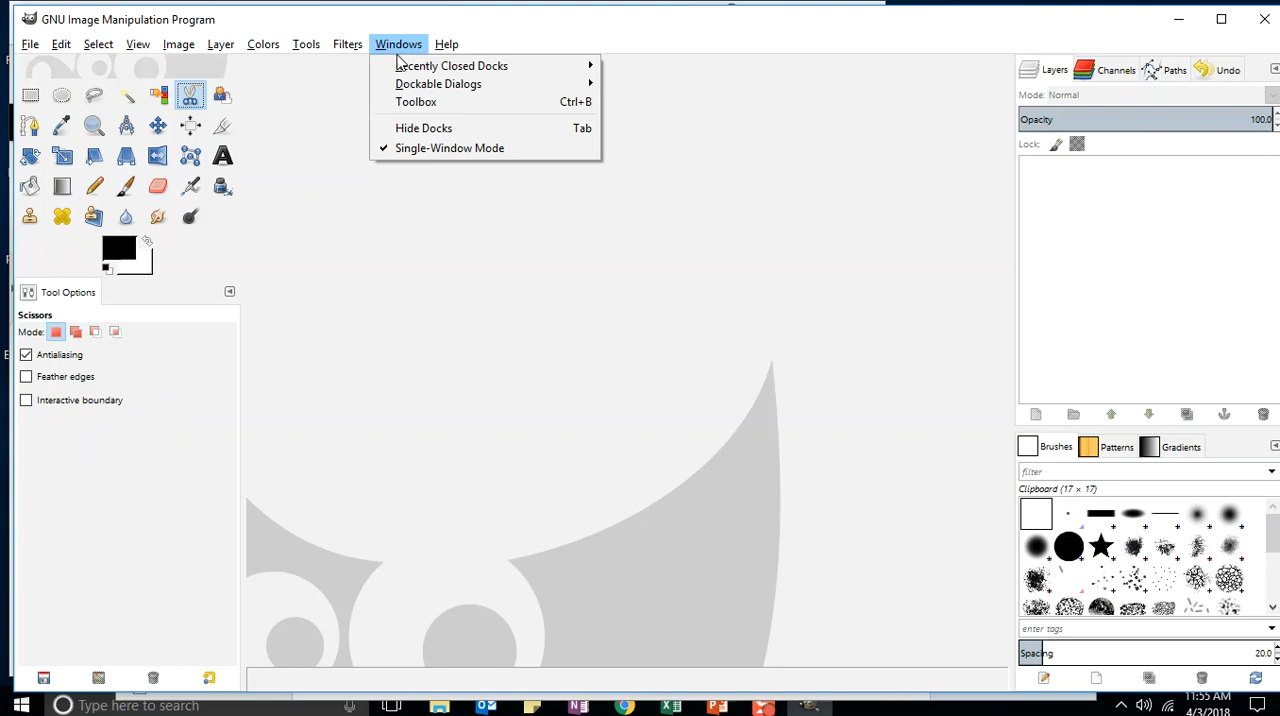 GNU Image Manipulation Program
File Edit Select View Image Layer Colors Tools Filters Windows Help
Recently Closed Docks
Dockable Dialogs
Toolbox Ctrl+B
Hide Docks Tab
Single-Window Mode
Layers Channels Paths Undo
Mode: Normal
Opacity 100.0
Lock:
Tool Options
Scissors
Mode:
Antialiasing
Feather edges
Interactive boundary
Brushes Patterns Gradients
filter
Clipboard (17 × 17)
enter tags
Spacing 20.0
Type here to search
11:55 AM
4/3/2018